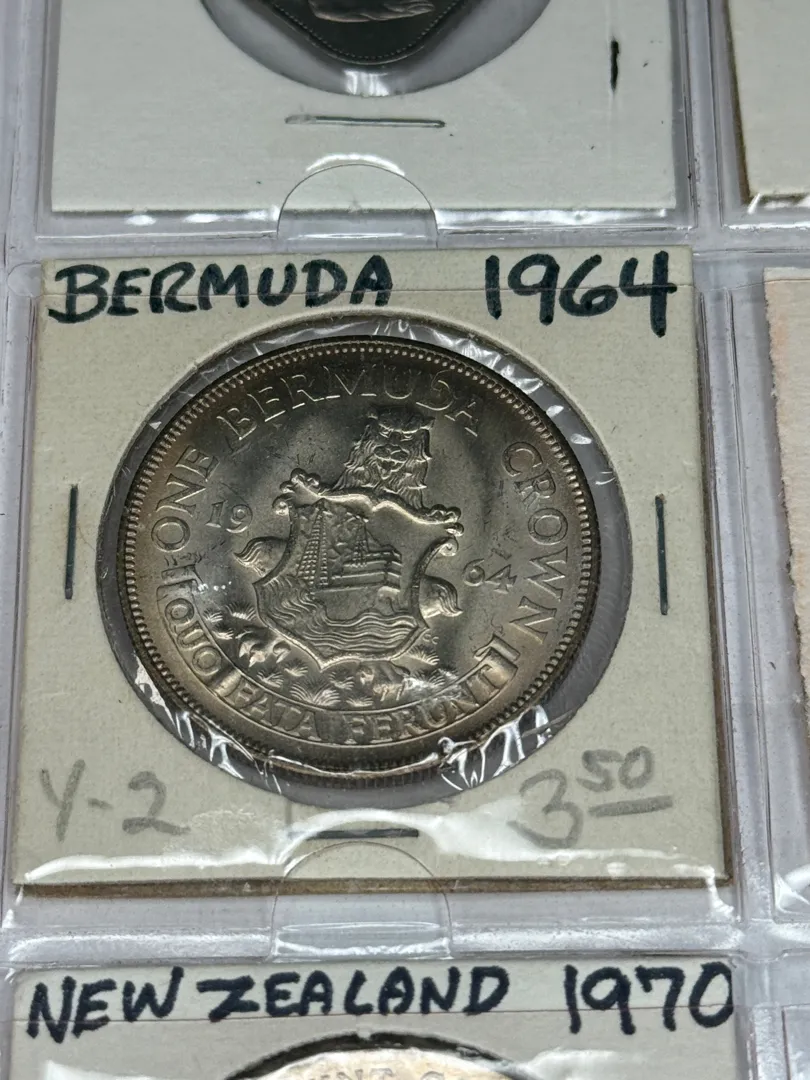 BERMUDA 1964
ONE BERMUDA CROWN
19 64
QUO FATA FERUNT
Y-2 3.50
NEW ZEALAND 1970